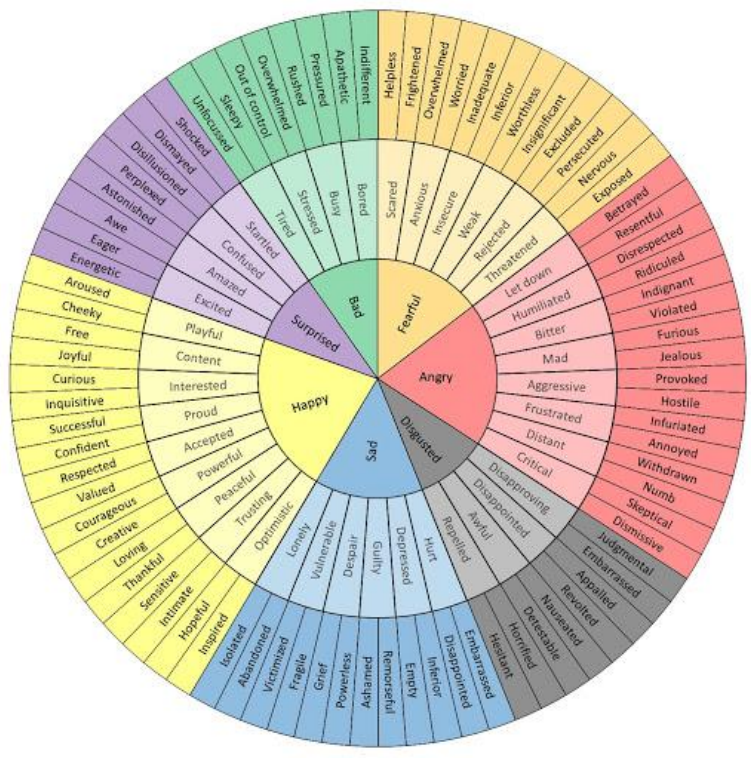 Bad
Fearful
Angry
Disgusted
Sad
Happy
Surprised
Tired
Stressed
Busy
Bored
Scared
Anxious
Insecure
Weak
Rejected
Threatened
Let down
Humiliated
Bitter
Mad
Aggressive
Frustrated
Distant
Critical
Disapproving
Disappointed
Awful
Repelled
Hurt
Depressed
Guilty
Despair
Vulnerable
Lonely
Optimistic
Trusting
Peaceful
Powerful
Accepted
Proud
Interested
Content
Playful
Excited
Amazed
Confused
Startled
Unfocussed
Sleepy
Out of control
Overwhelmed
Rushed
Pressured
Apathetic
Indifferent
Helpless
Frightened
Overwhelmed
Worried
Inadequate
Inferior
Worthless
Insignificant
Excluded
Persecuted
Nervous
Exposed
Betrayed
Resentful
Disrespected
Ridiculed
Indignant
Violated
Furious
Jealous
Provoked
Hostile
Infuriated
Annoyed
Withdrawn
Numb
Skeptical
Dismissive
Judgmental
Embarrassed
Appalled
Revolted
Nauseated
Detestable
Horrified
Hesitant
Embarrassed
Disappointed
Inferior
Empty
Remorseful
Ashamed
Powerless
Grief
Fragile
Victimized
Abandoned
Isolated
Inspired
Hopeful
Intimate
Sensitive
Thankful
Loving
Creative
Courageous
Valued
Respected
Confident
Successful
Inquisitive
Curious
Joyful
Free
Cheeky
Aroused
Energetic
Eager
Awe
Astonished
Perplexed
Disillusioned
Dismayed
Shocked